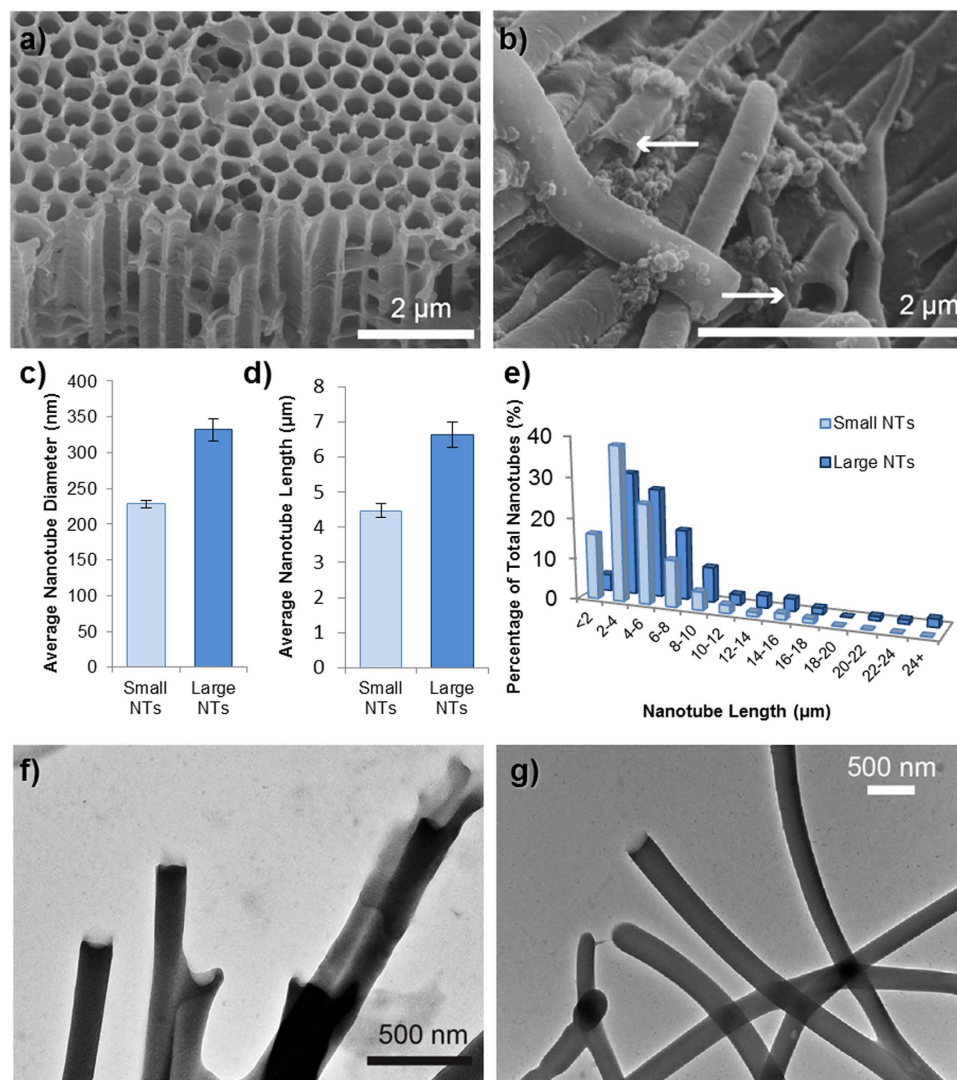 a)
2 µm
b)
2 µm
c)
Average Nanotube Diameter (nm)
400
350
300
250
200
150
100
50
0
Small
NTs
Large
NTs
d)
Average Nanotube Length (µm)
8
7
6
5
4
3
2
1
0
Small
NTs
Large
NTs
e)
Percentage of Total Nanotubes (%)
40
30
20
10
0
Small NTs
Large NTs
<2
2-4
4-6
6-8
8-10
10-12
12-14
14-16
16-18
18-20
20-22
22-24
24+
Nanotube Length (µm)
f)
500 nm
g)
500 nm